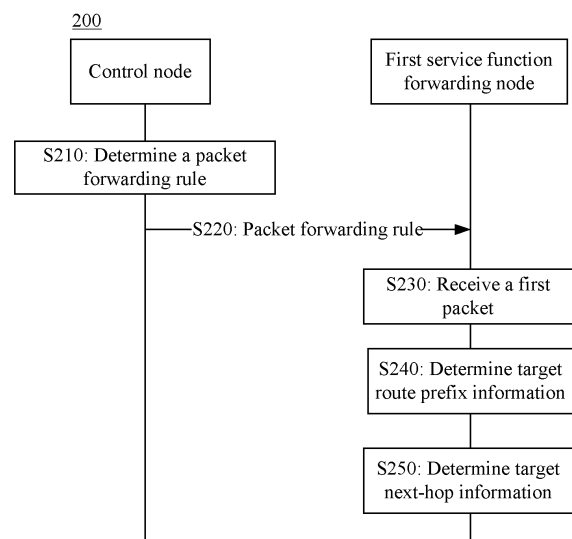 200
Control node
First service function
forwarding node
S210: Determine a packet
forwarding rule
S220: Packet forwarding rule
S230: Receive a first
packet
S240: Determine target
route prefix information
S250: Determine target
next-hop information